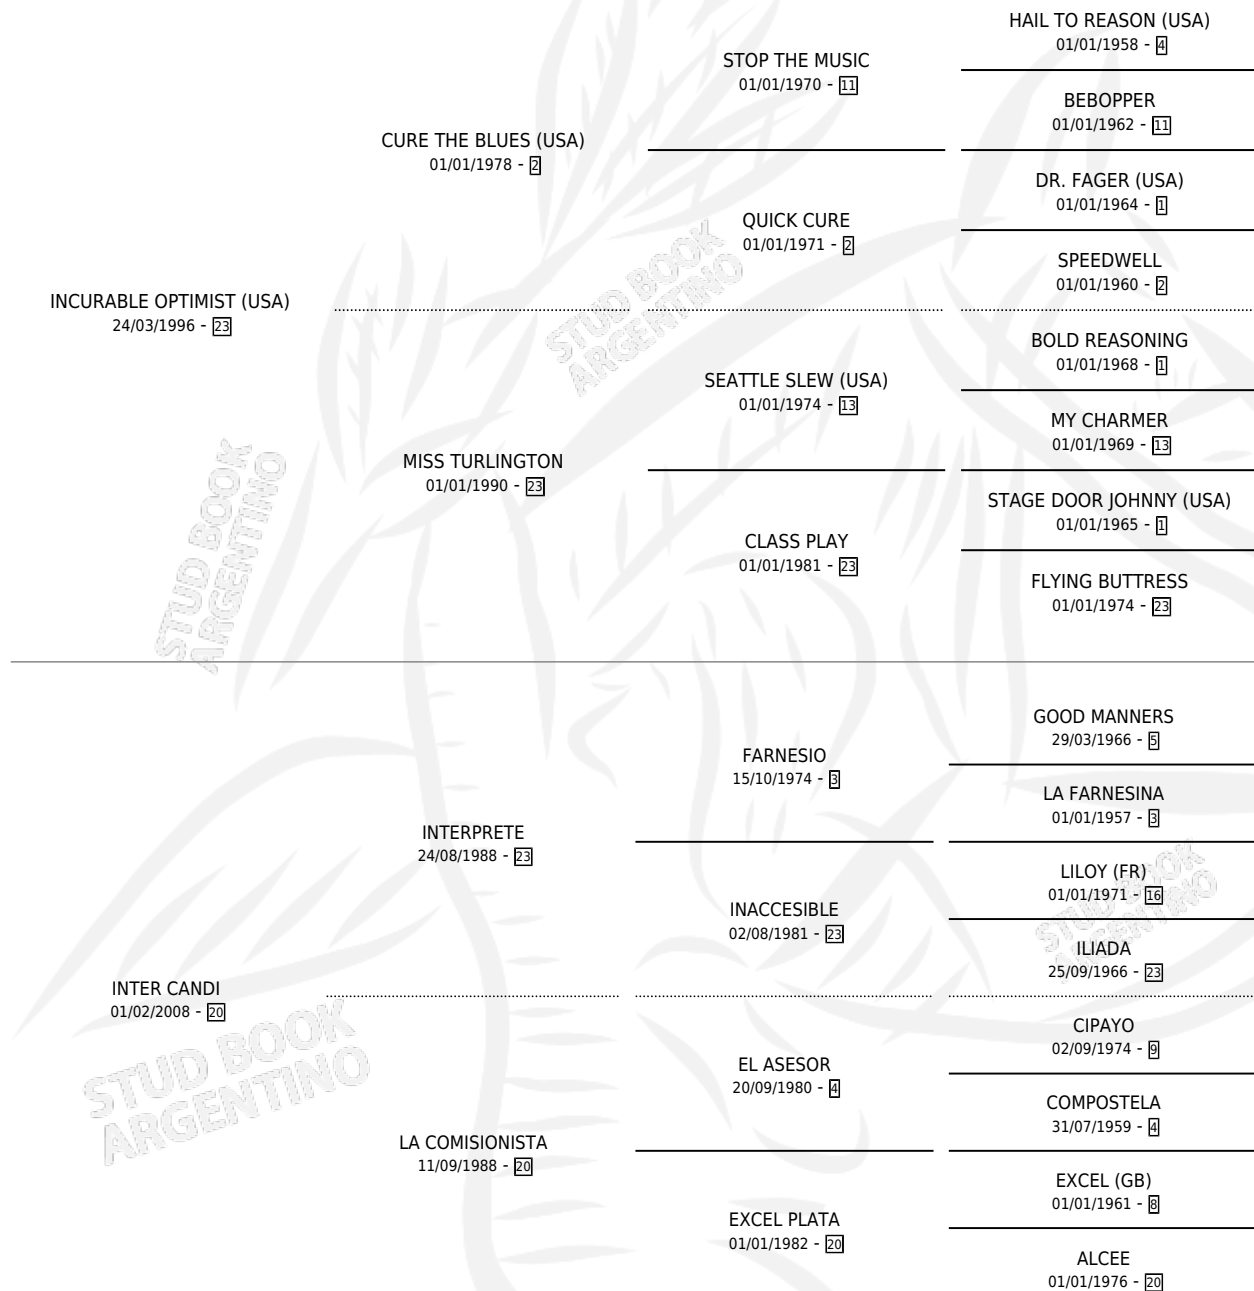 HAIL TO REASON (USA)
01/01/1958 - 4
STOP THE MUSIC
01/01/1970 - 11
BEBOPPER
01/01/1962 - 11
CURE THE BLUES (USA)
01/01/1978 - 2
DR. FAGER (USA)
01/01/1964 - 1
QUICK CURE
01/01/1971 - 2
SPEEDWELL
01/01/1960 - 2
INCURABLE OPTIMIST (USA)
24/03/1996 - 23
BOLD REASONING
01/01/1968 - 1
SEATTLE SLEW (USA)
01/01/1974 - 13
MY CHARMER
01/01/1969 - 13
MISS TURLINGTON
01/01/1990 - 23
STAGE DOOR JOHNNY (USA)
01/01/1965 - 1
CLASS PLAY
01/01/1981 - 23
FLYING BUTTRESS
01/01/1974 - 23
GOOD MANNERS
29/03/1966 - 5
FARNESIO
15/10/1974 - 3
LA FARNESINA
01/01/1957 - 3
INTERPRETE
24/08/1988 - 23
LILOY (FR)
01/01/1971 - 16
INACCESIBLE
02/08/1981 - 23
ILIADA
25/09/1966 - 23
INTER CANDI
01/02/2008 - 20
CIPAYO
02/09/1974 - 9
EL ASESOR
20/09/1980 - 4
COMPOSTELA
31/07/1959 - 4
LA COMISIONISTA
11/09/1988 - 20
EXCEL (GB)
01/01/1961 - 8
EXCEL PLATA
01/01/1982 - 20
ALCEE
01/01/1976 - 20
STUD BOOK
ARGENTINO
STUD BOOK
ARGENTINO
STUD BOOK
ARGENTINO
STUD BOOK
ARGENTINO